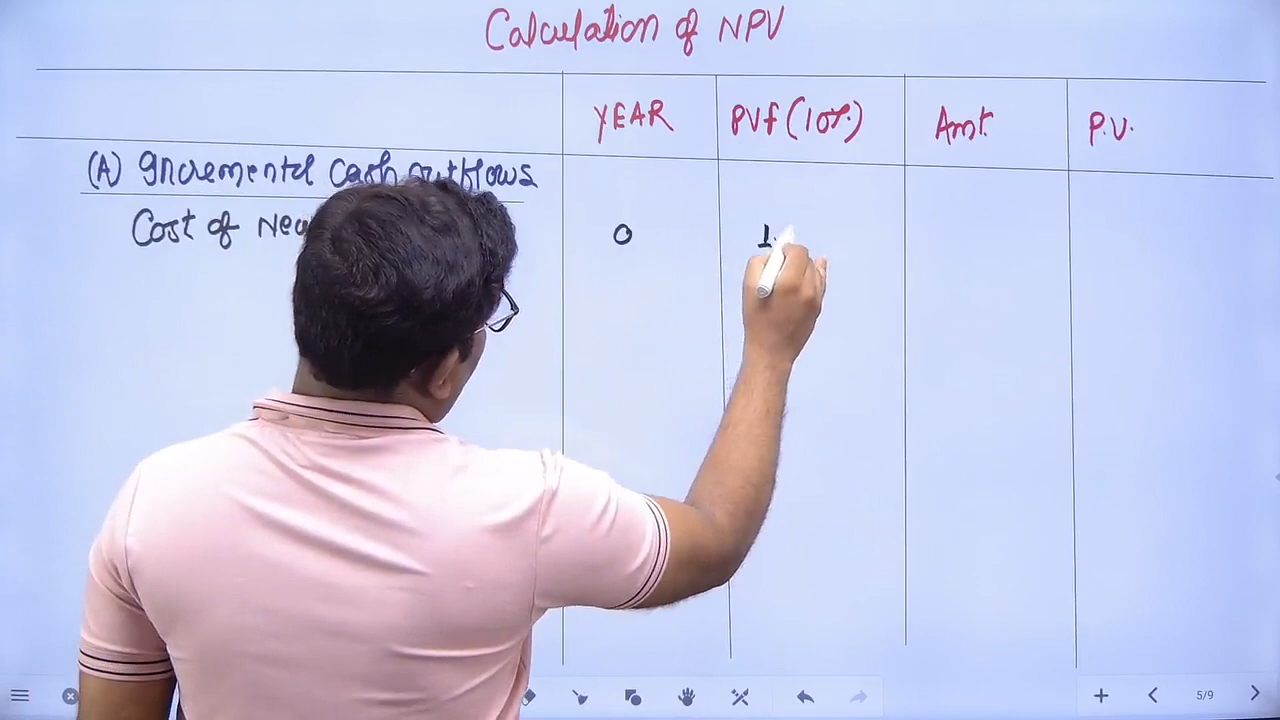 Calculation of NPV
YEAR PVf (10%) Amt. P.V.
(A) Incremental Cash outflows
Cost of New 0 1.
5/9